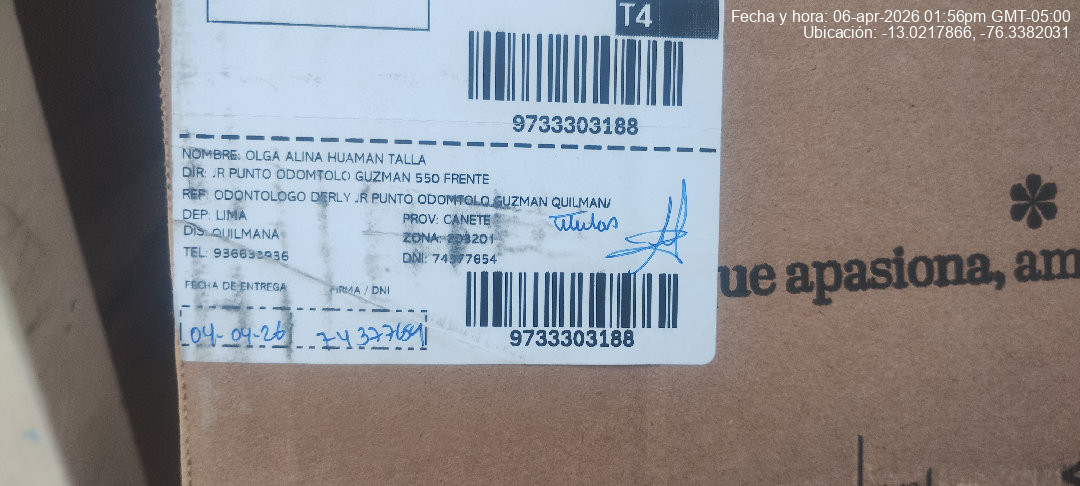 Fecha y hora: 06-apr-2026 01:56pm GMT-05:00
Ubicación: -13.0217866, -76.3382031
T4
9733303188
NOMBRE: OLGA ALINA HUAMAN TALLA
DIR: JR PUNTO ODOMTOLO GUZMAN 550 FRENTE
REF: ODONTOLOGO DERLY JR PUNTO ODOMTOLO GUZMAN QUILMAN
DEP: LIMA PROV: CANETE
titular
DIS: QUILMANA ZONA:
TEL: DNI: 74377654
FECHA DE ENTREGA FIRMA / DNI
04-04-26 74377654
9733303188
ue apasiona, am